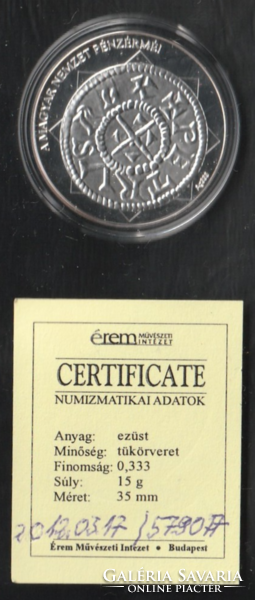 A MAGYAR NEMZET PÉNZÉRMÉI
Ag333
érem MŰVÉSZETI
INTÉZET
CERTIFICATE
NUMIZMATIKAI ADATOK
Anyag: ezüst
Minőség: tükörveret
Finomság: 0,333
Súly: 15 g
Méret: 35 mm
2012.03.17
Érem Művészeti Intézet • Budapest
GALÉRIA SAVARIA
ONLINE PIACTÉR